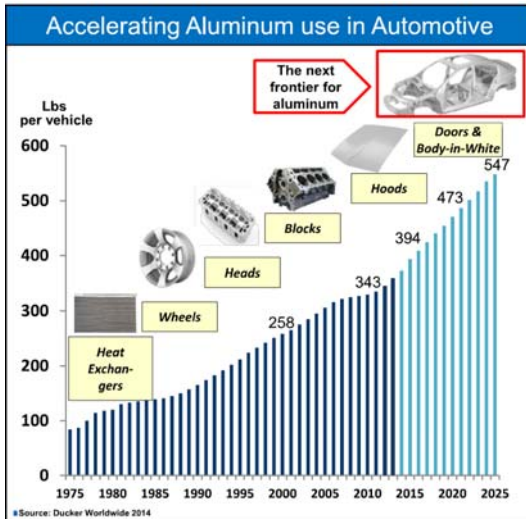 Accelerating Aluminum use in Automotive
The next
frontier for
aluminum
Lbs
per vehicle
600
500
400
300
200
100
0
Doors &
Body-in-White
547
Hoods
473
Blocks
394
Heads
343
Wheels
258
Heat
Exchan-
gers
1975 1980 1985 1990 1995 2000 2005 2010 2015 2020 2025
Source: Ducker Worldwide 2014